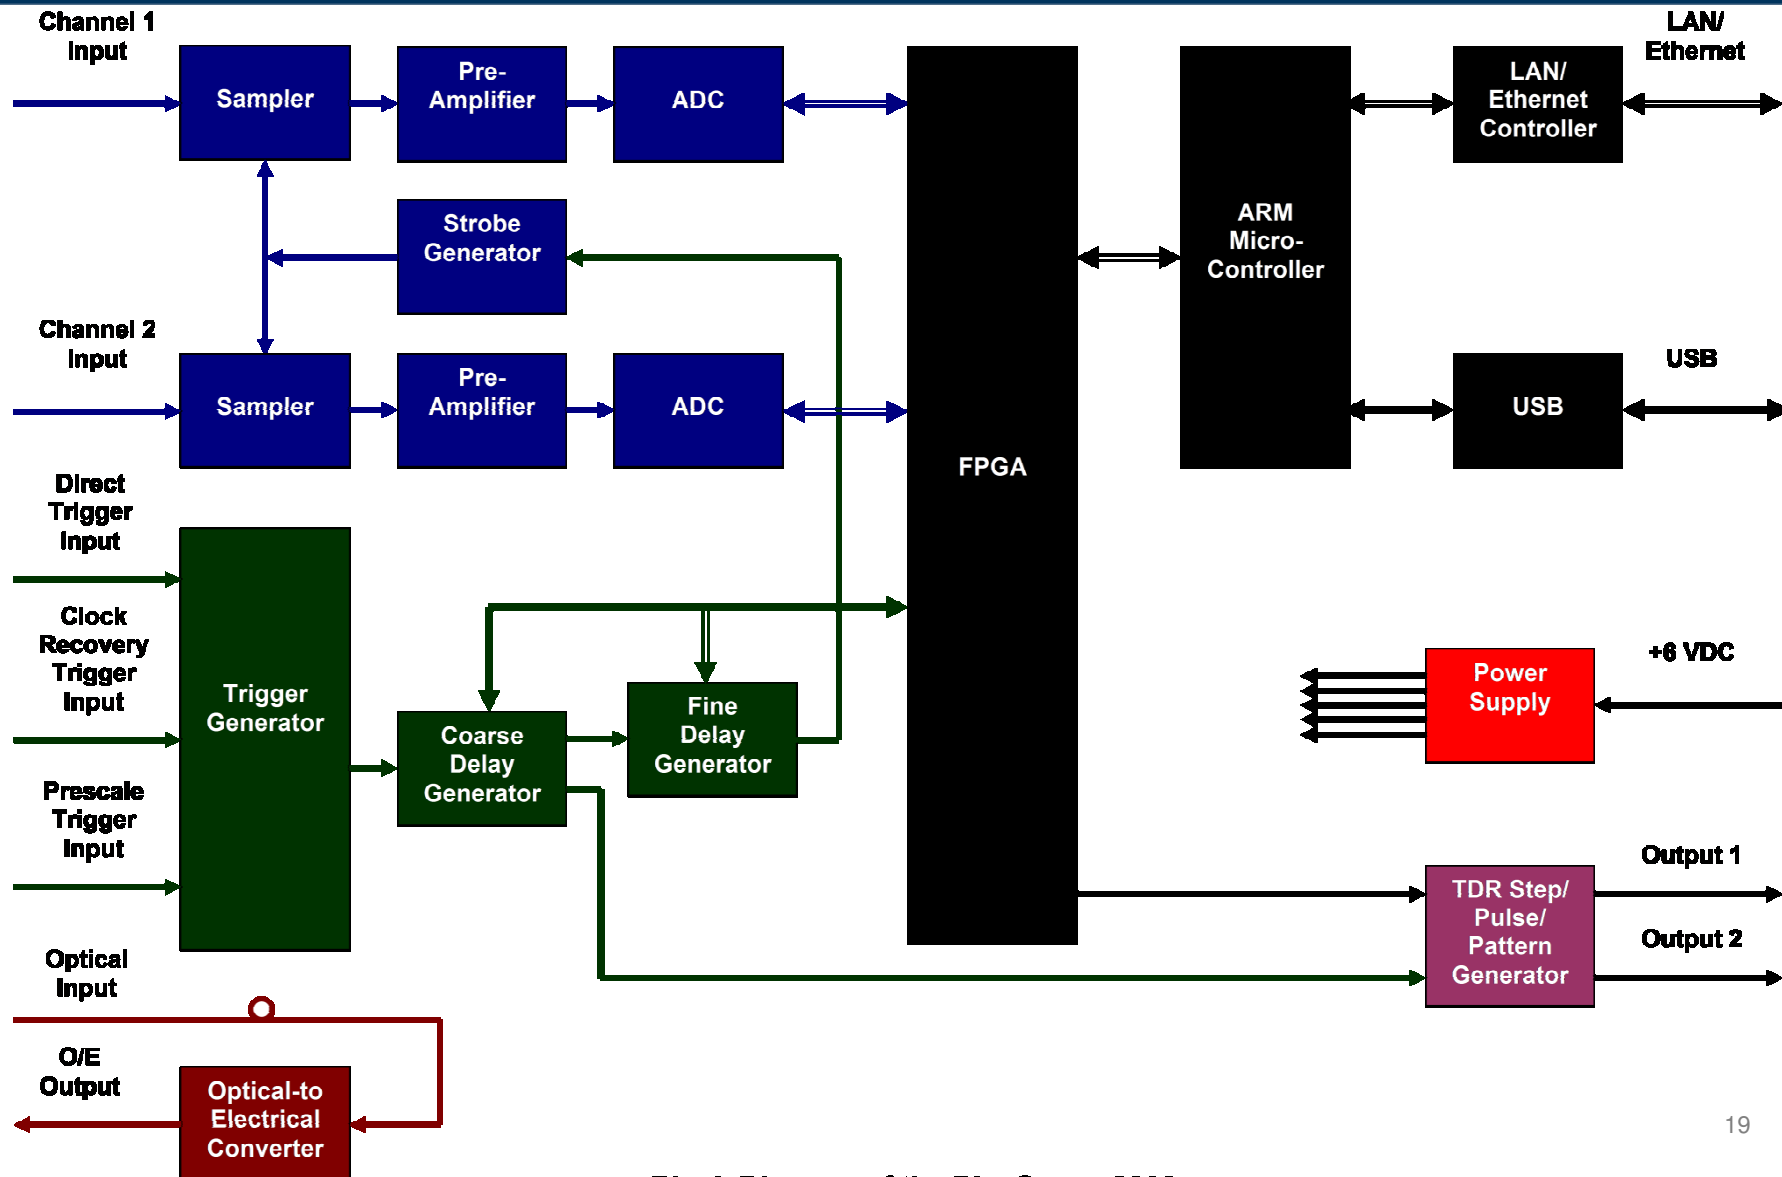 Channel 1
Input
Sampler
Pre-
Amplifier
ADC
Strobe
Generator
Channel 2
Input
Sampler
Pre-
Amplifier
ADC
FPGA
ARM
Micro-
Controller
LAN/
Ethernet
Controller
LAN/
Ethernet
USB
USB
Direct
Trigger
Input
Clock
Recovery
Trigger
Input
Prescale
Trigger
Input
Trigger
Generator
Coarse
Delay
Generator
Fine
Delay
Generator
Power
Supply
+6 VDC
TDR Step/
Pulse/
Pattern
Generator
Output 1
Output 2
Optical
Input
O/E
Output
Optical-to
Electrical
Converter
19